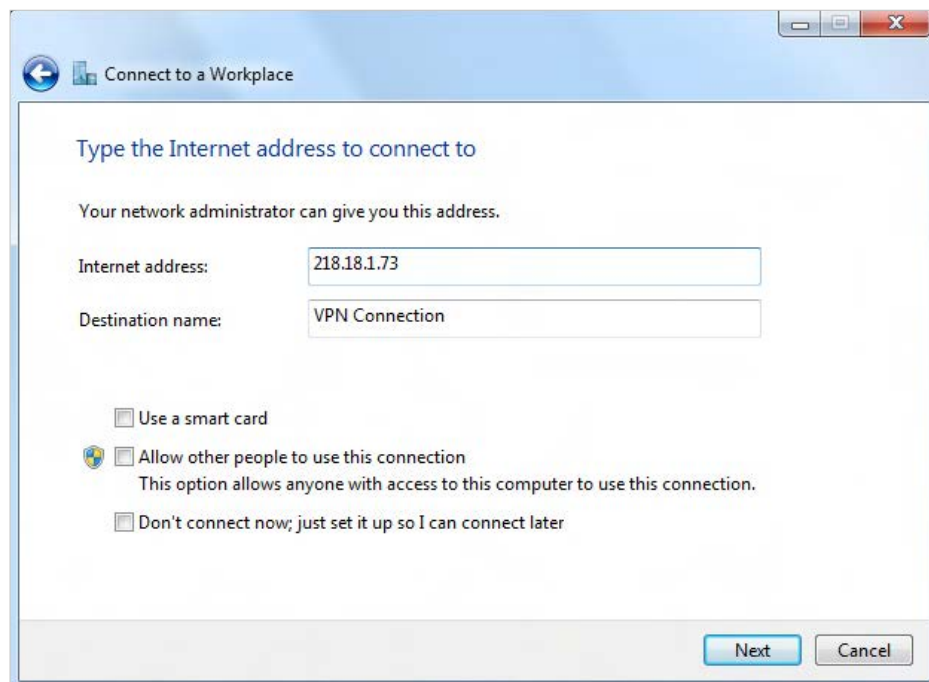 Connect to a Workplace
Type the Internet address to connect to
Your network administrator can give you this address.
Internet address: 218.18.1.73
Destination name: VPN Connection
Use a smart card
Allow other people to use this connection
This option allows anyone with access to this computer to use this connection.
Don't connect now; just set it up so I can connect later
Next Cancel